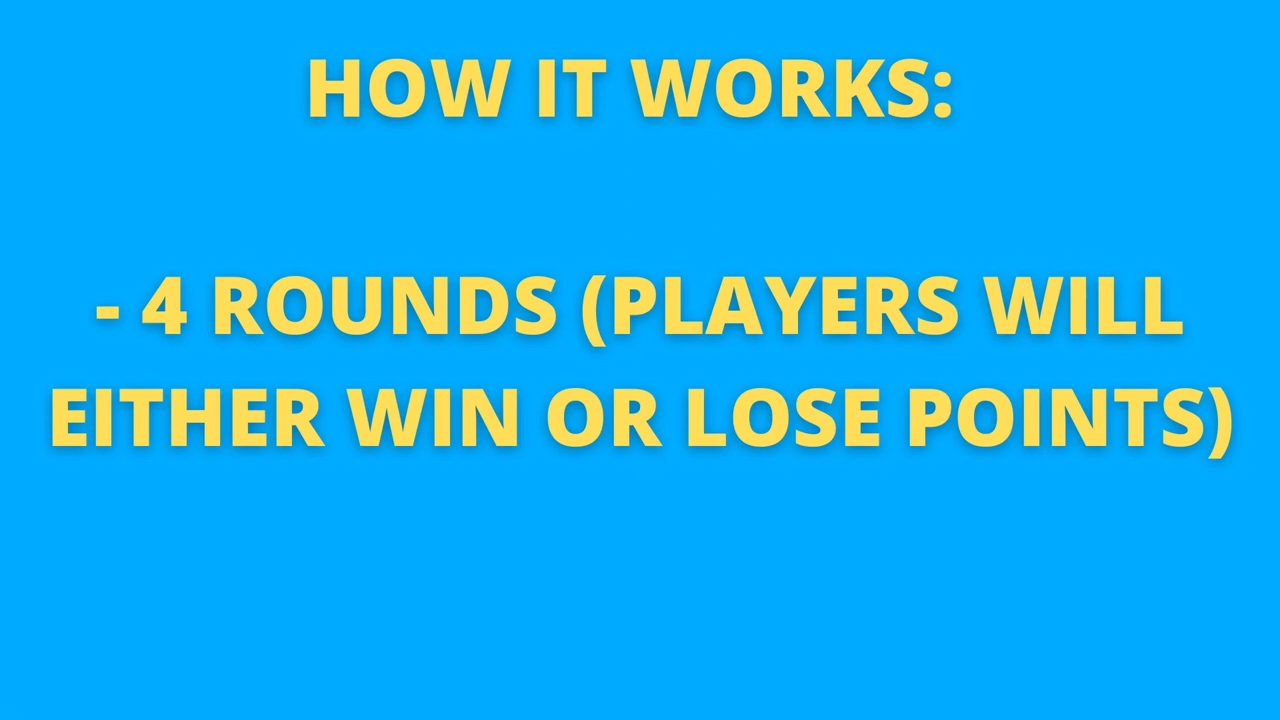 HOW IT WORKS:
- 4 ROUNDS (PLAYERS WILL
EITHER WIN OR LOSE POINTS)